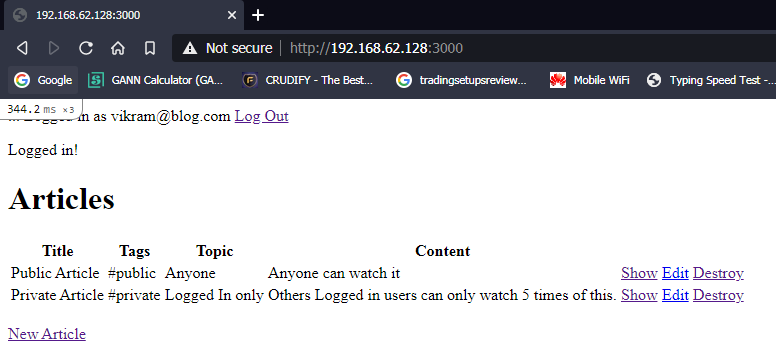 192.168.62.128:3000
Not secure http://192.168.62.128:3000
Google GANN Calculator (GA... CRUDIFY - The Best... tradingsetupsreview... Mobile WiFi Typing Speed Test -...
344.2 ms ×3
in as vikram@blog.com Log Out
Logged in!
Articles
Title Tags Topic Content
Public Article #public Anyone Anyone can watch it Show Edit Destroy
Private Article #private Logged In only Others Logged in users can only watch 5 times of this. Show Edit Destroy
New Article